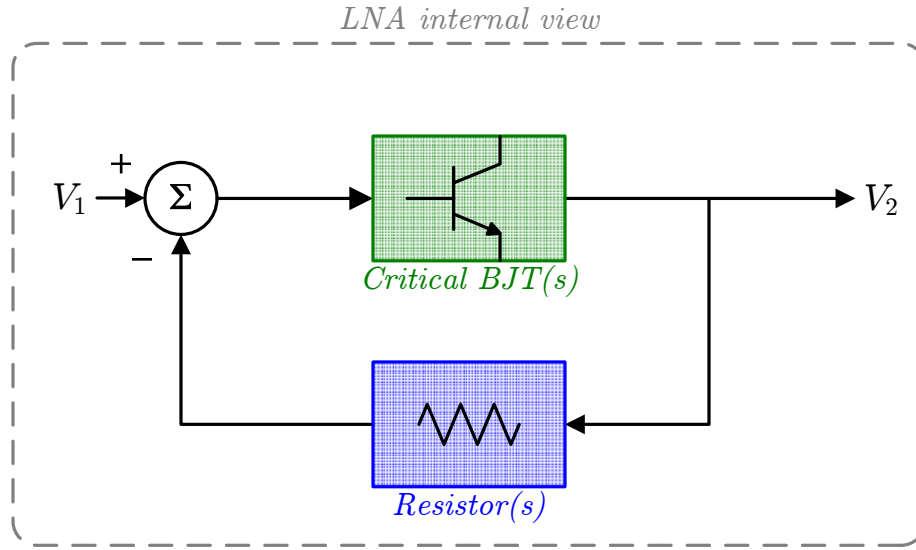 LNA internal view
+
V1
Σ
V2
−
Critical BJT(s)
Resistor(s)